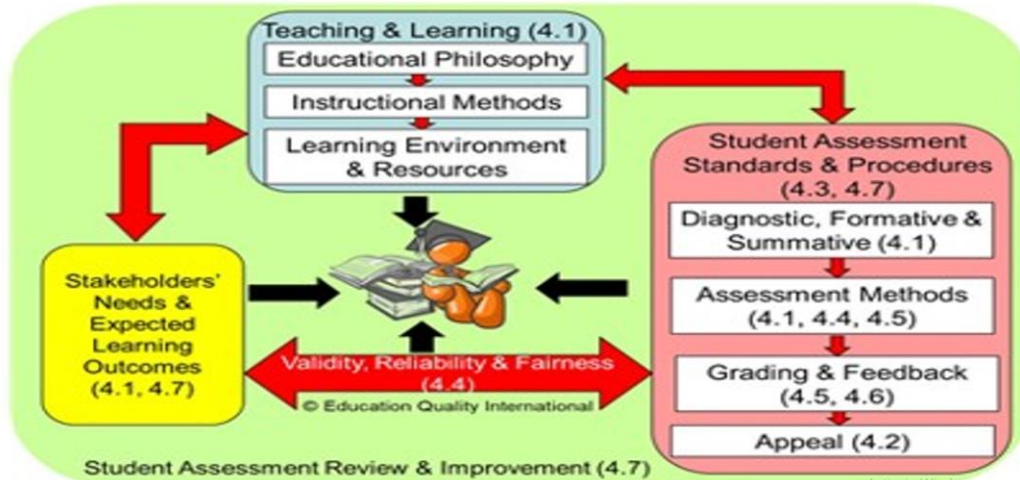 Teaching & Learning (4.1)
Educational Philosophy
Instructional Methods
Learning Environment
& Resources
Student Assessment
Standards & Procedures
(4.3, 4.7)
Diagnostic, Formative &
Summative (4.1)
Assessment Methods
(4.1, 4.4, 4.5)
Grading & Feedback
(4.5, 4.6)
Appeal (4.2)
Stakeholders'
Needs &
Expected
Learning
Outcomes
(4.1, 4.7)
Validity, Reliability & Fairness
(4.4)
© Education Quality International
Student Assessment Review & Improvement (4.7)